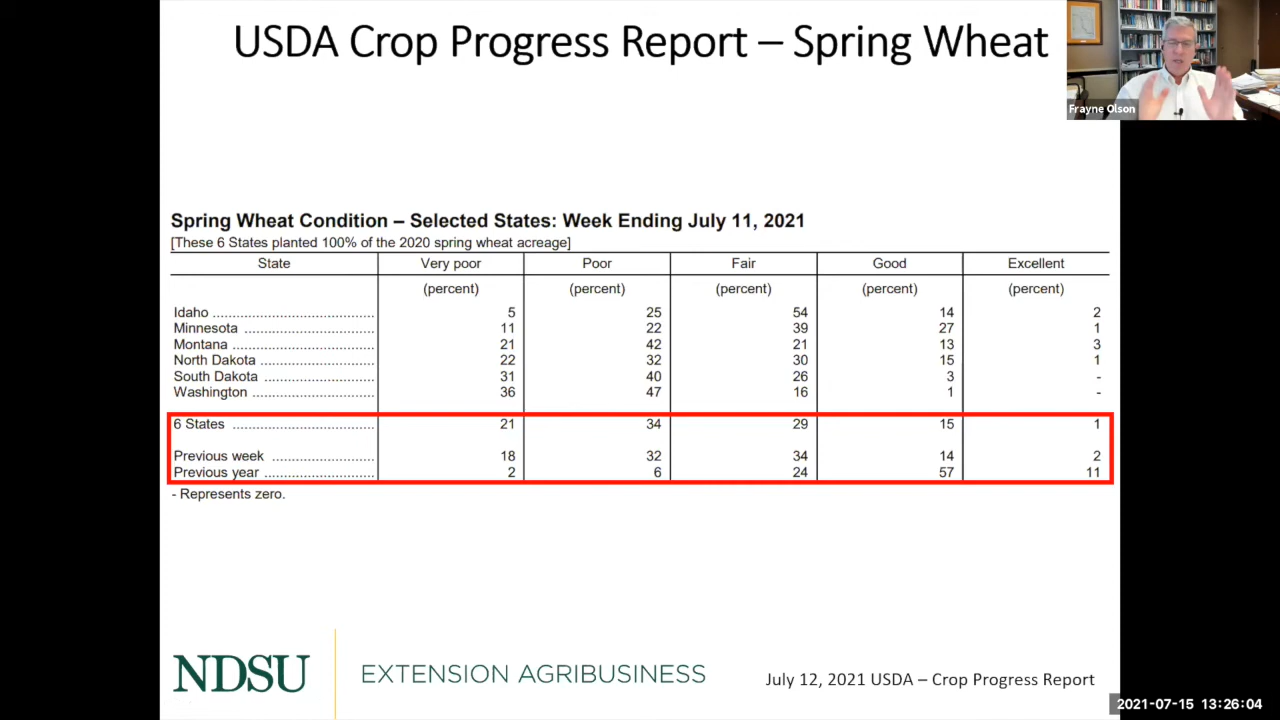 USDA Crop Progress Report – Spring Wheat
Frayne Olson
Spring Wheat Condition – Selected States: Week Ending July 11, 2021
[These 6 States planted 100% of the 2020 spring wheat acreage]
State Very poor Poor Fair Good Excellent
(percent) (percent) (percent) (percent) (percent)
Idaho ........................................ 5 25 54 14 2
Minnesota ................................ 11 22 39 27 1
Montana ................................... 21 42 21 13 3
North Dakota ............................ 22 32 30 15 1
South Dakota ........................... 31 40 26 3 -
Washington .............................. 36 47 16 1 -
6 States ................................... 21 34 29 15 1
Previous week ......................... 18 32 34 14 2
Previous year ........................... 2 6 24 57 11
- Represents zero.
NDSU EXTENSION AGRIBUSINESS
July 12, 2021 USDA – Crop Progress Report
2021-07-15 13:26:04